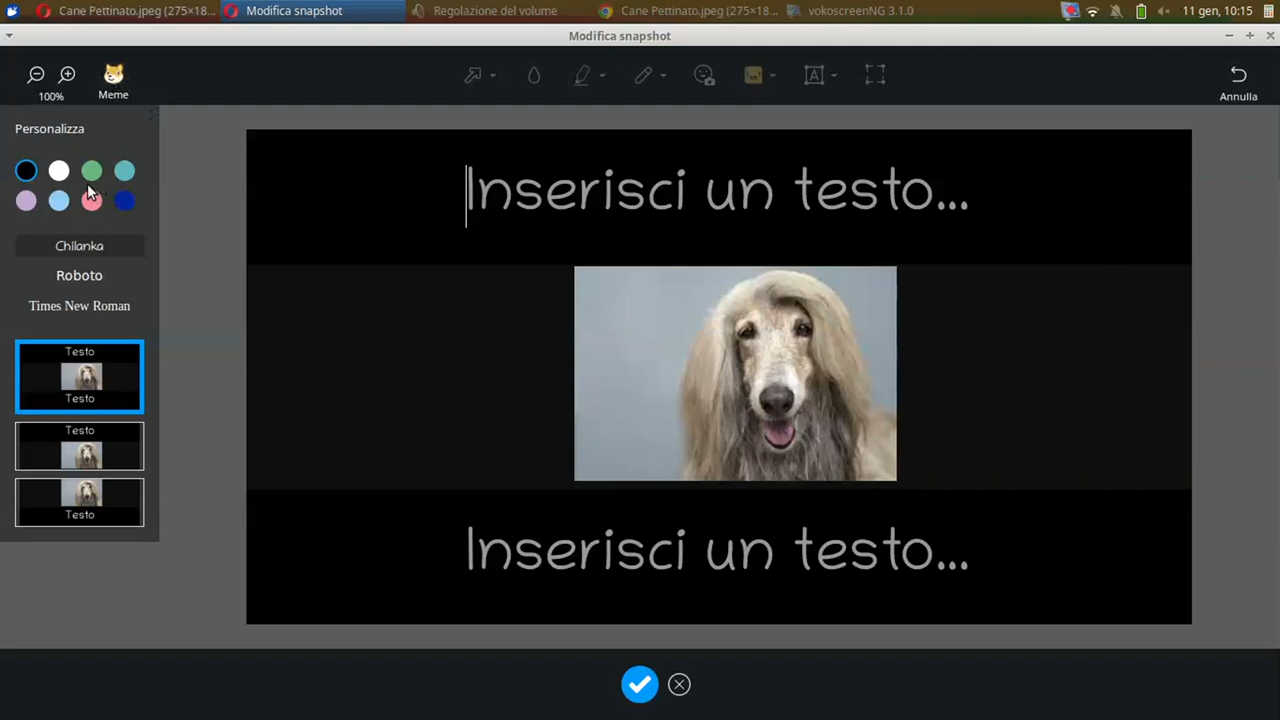 Cane Pettinato.jpeg (275×18...
Modifica snapshot
Regolazione del volume
Cane Pettinato.jpeg (275×18...
vokoscreenNG 3.1.0
11 gen, 10:15
Modifica snapshot
100%
Meme
A
Annulla
Personalizza
Chilanka
Roboto
Times New Roman
Testo
Testo
Testo
Testo
Inserisci un testo...
Inserisci un testo...